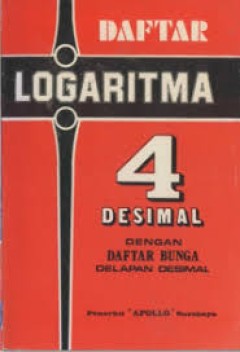 DAFTAR
LOGARITMA
4
DESIMAL
DENGAN
DAFTAR BUNGA
DELAPAN DESIMAL
Penerbit "APOLLO" Surabaya